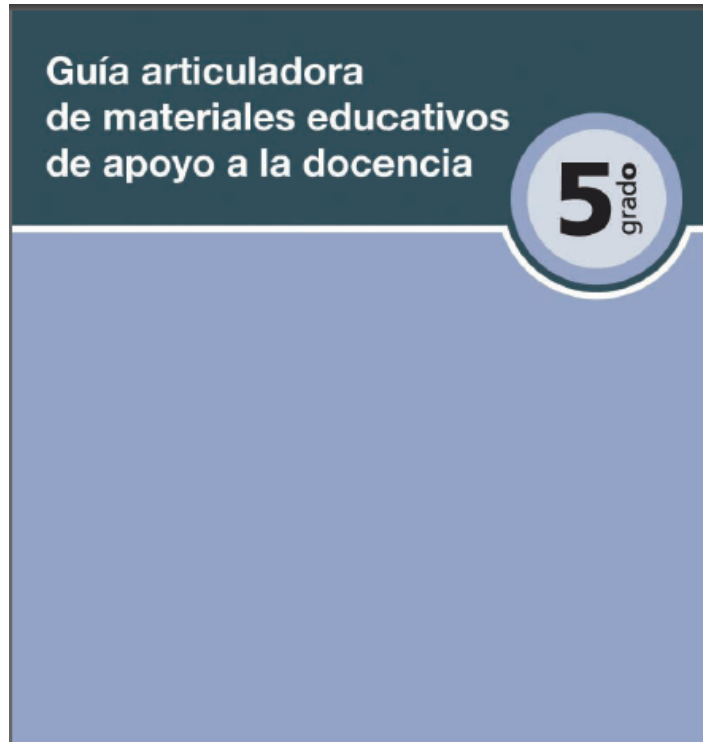 Guía articuladora
de materiales educativos
de apoyo a la docencia
5
grado